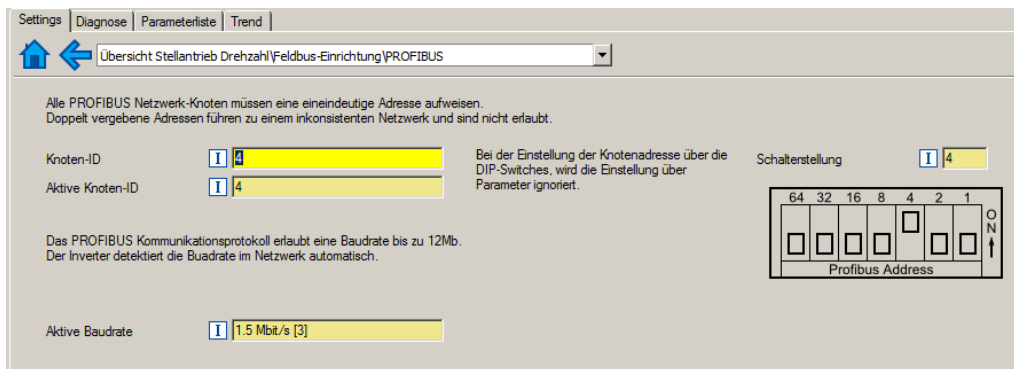 Settings Diagnose Parameterliste Trend
Übersicht Stellantrieb Drehzahl\Feldbus-Einrichtung\PROFIBUS
Alle PROFIBUS Netzwerk-Knoten müssen eine eineindeutige Adresse aufweisen.
Doppelt vergebene Adressen führen zu einem inkonsistenten Netzwerk und sind nicht erlaubt.
Knoten-ID I 4
Aktive Knoten-ID I 4
Bei der Einstellung der Knotenadresse über die
DIP-Switches, wird die Einstellung über
Parameter ignoriert.
Schalterstellung I 4
64 32 16 8 4 2 1
ON
Profibus Address
Das PROFIBUS Kommunikationsprotokoll erlaubt eine Baudrate bis zu 12Mb.
Der Inverter detektiert die Buadrate im Netzwerk automatisch.
Aktive Baudrate I 1.5 Mbit/s [3]